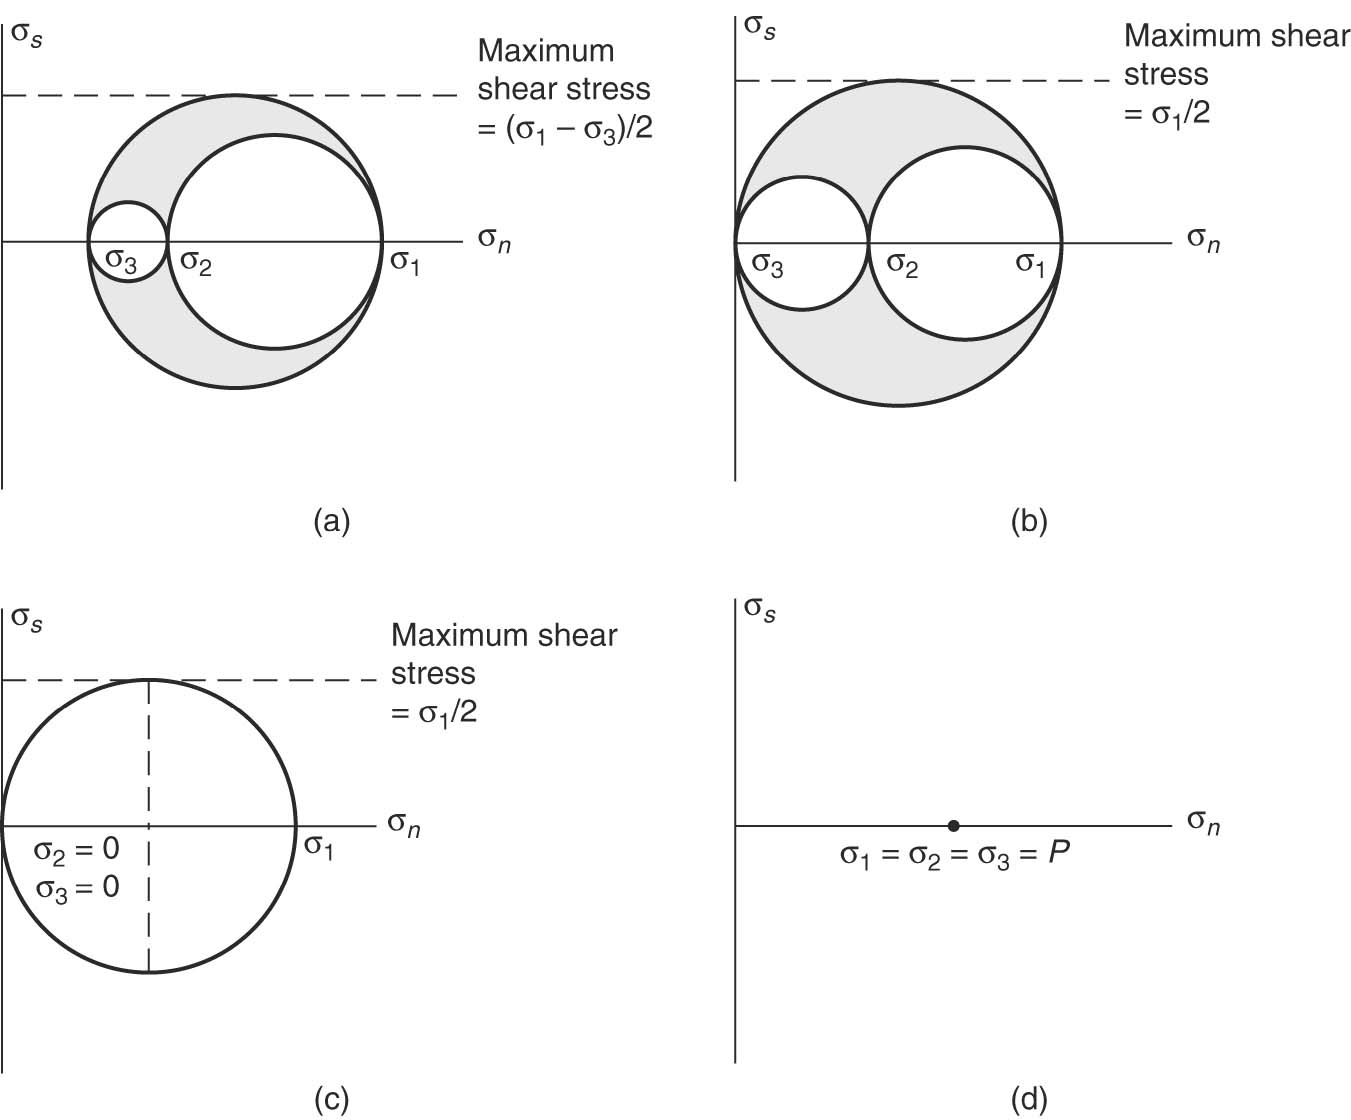 σs
Maximum
shear stress
= (σ1 – σ3)/2
σn
σ3
σ2
σ1
(a)
σs
Maximum shear
stress
= σ1/2
σn
σ3
σ2
σ1
(b)
σs
Maximum shear
stress
= σ1/2
σn
σ2 = 0
σ1
σ3 = 0
(c)
σs
σn
σ1 = σ2 = σ3 = P
(d)